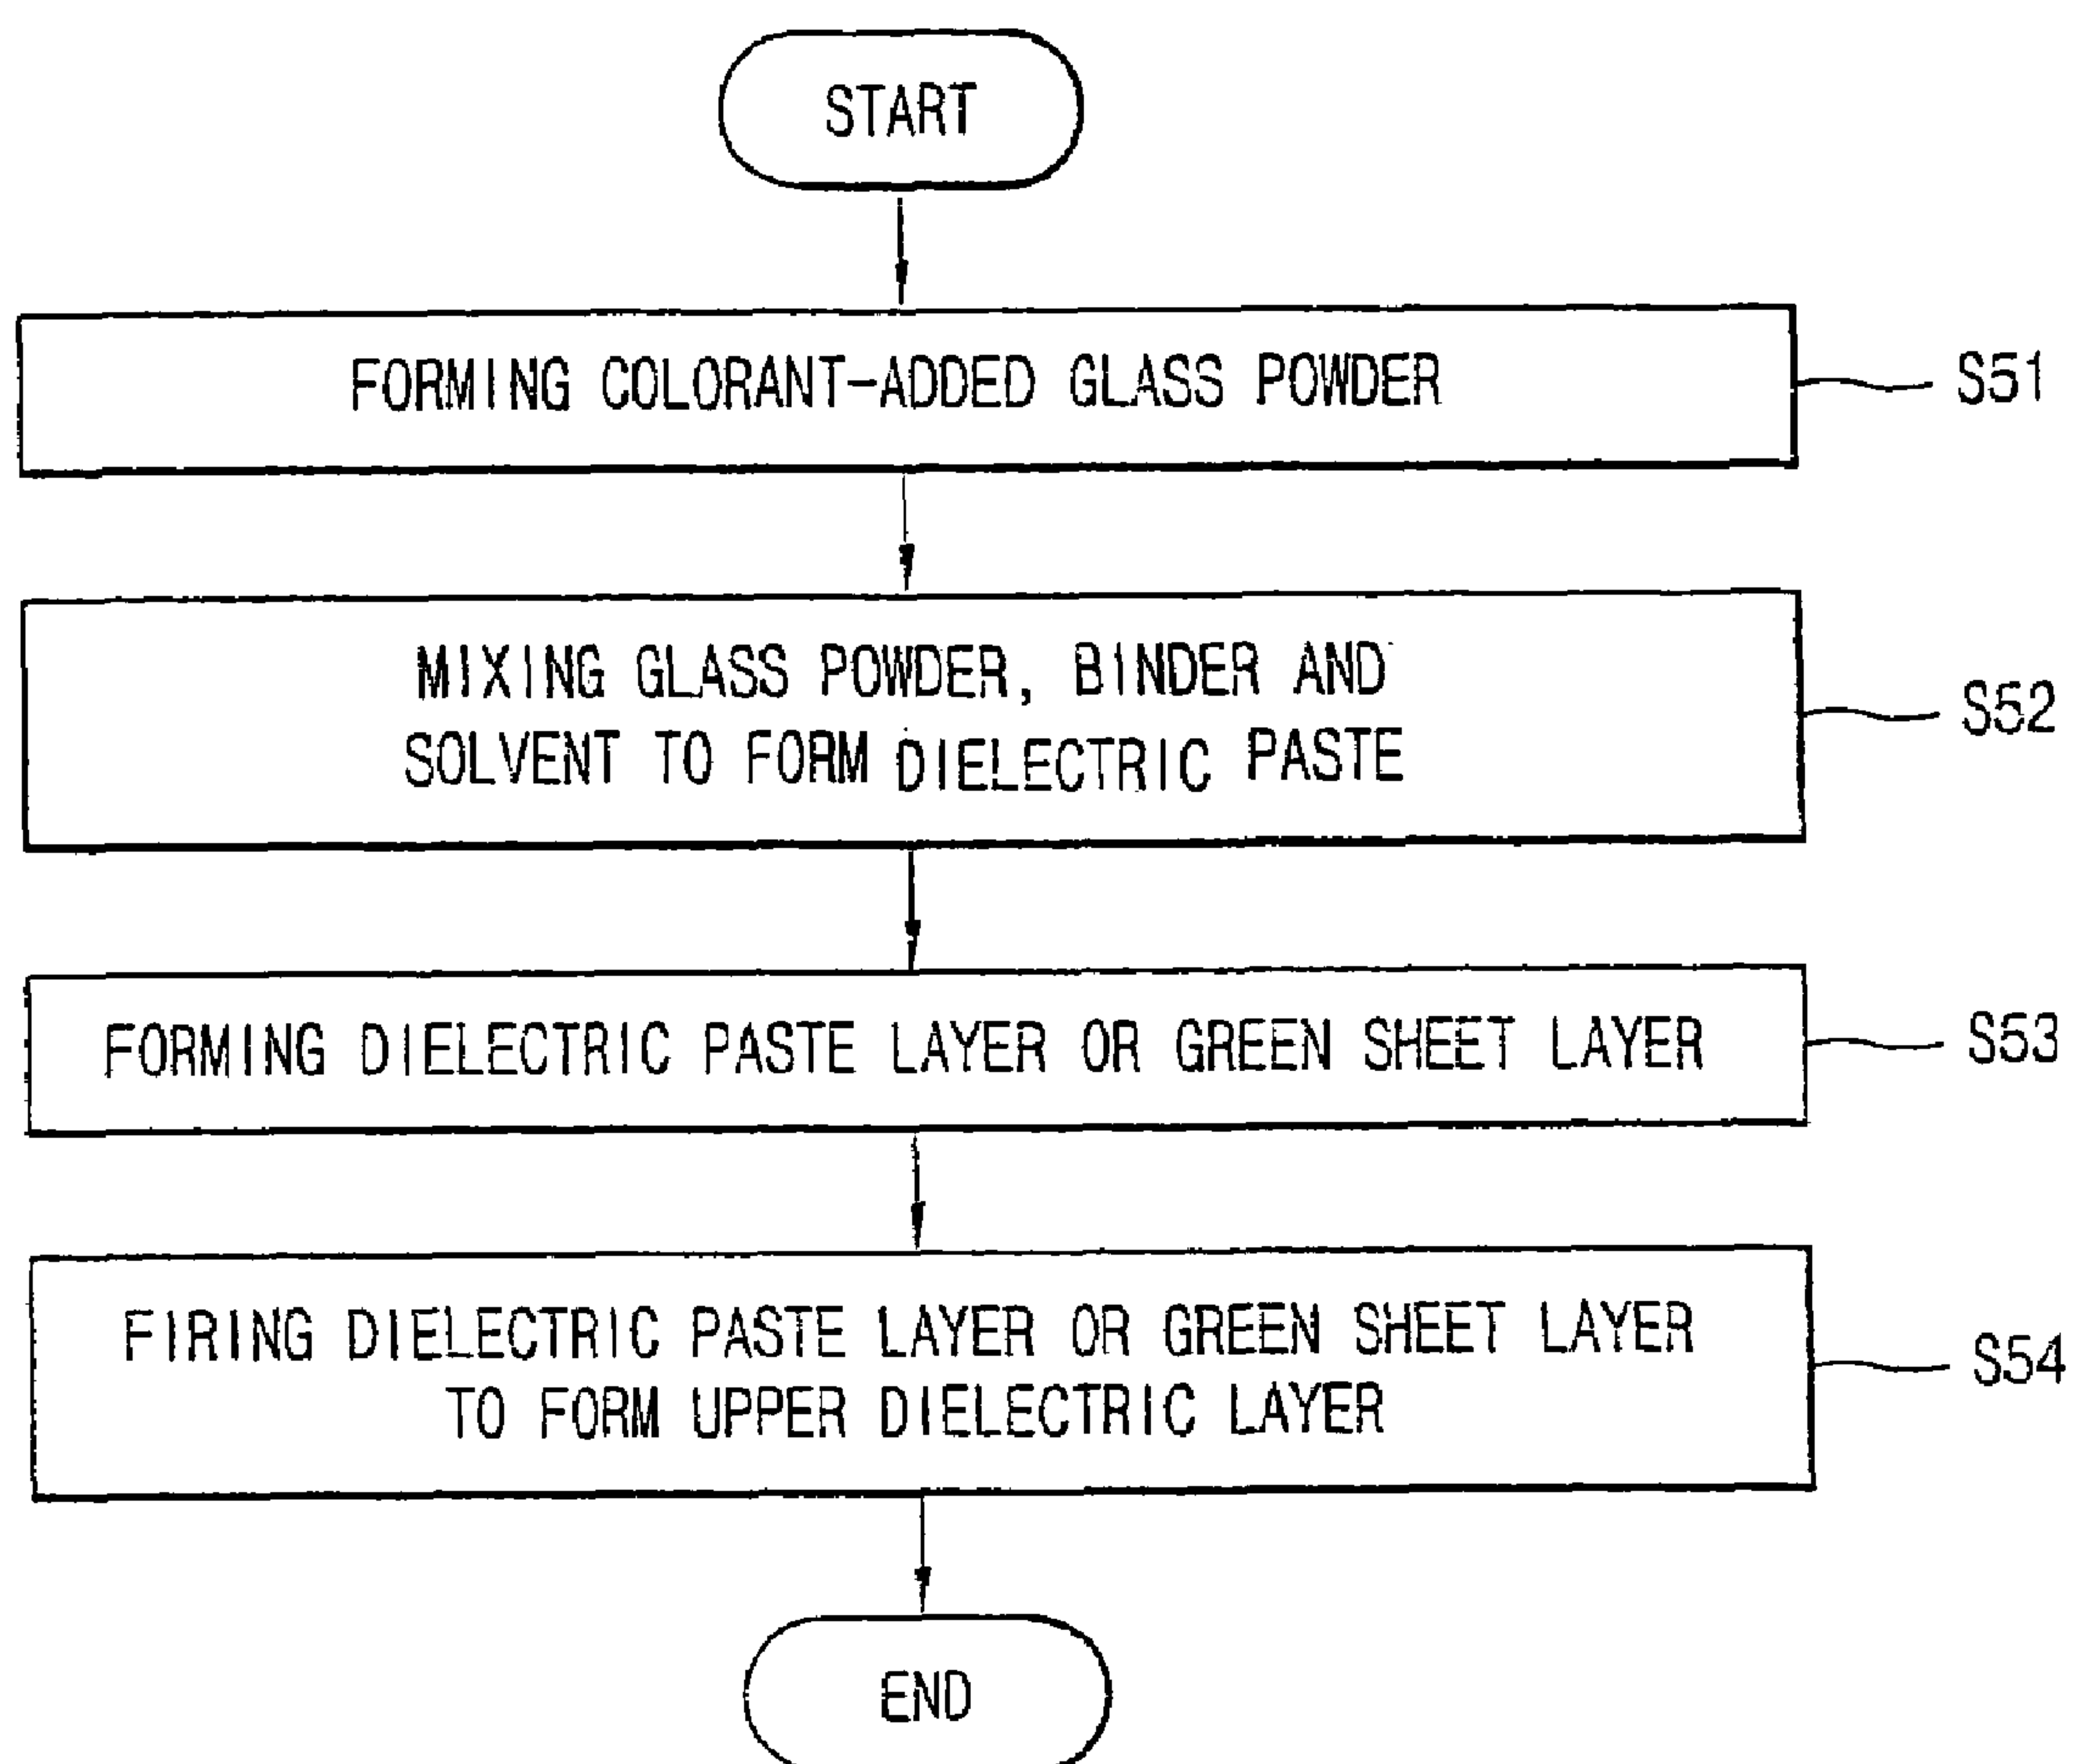 START
FORMING COLORANT-ADDED GLASS POWDER
S51
MIXING GLASS POWDER, BINDER AND
SOLVENT TO FORM DIELECTRIC PASTE
S52
FORMING DIELECTRIC PASTE LAYER OR GREEN SHEET LAYER
S53
FIRING DIELECTRIC PASTE LAYER OR GREEN SHEET LAYER
TO FORM UPPER DIELECTRIC LAYER
S54
END